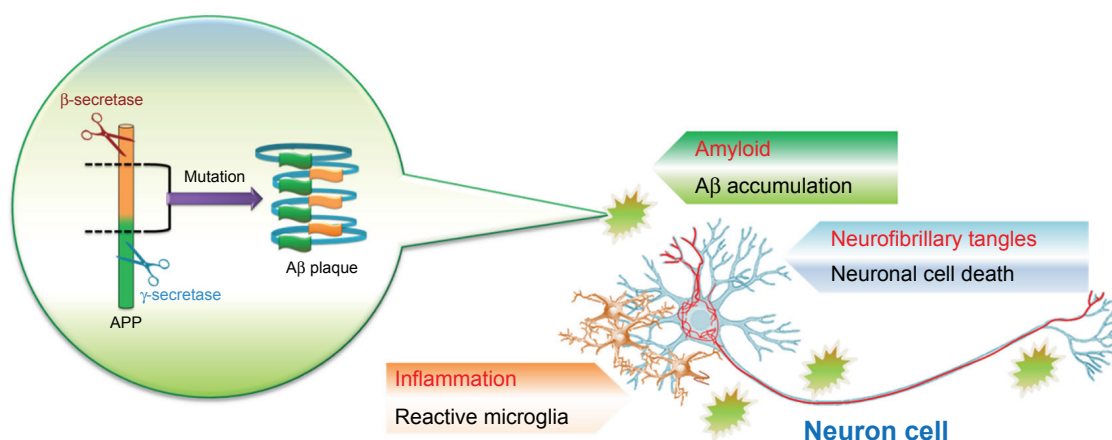 β-secretase
Mutation
Aβ plaque
γ-secretase
APP
Amyloid
Aβ accumulation
Neurofibrillary tangles
Neuronal cell death
Inflammation
Reactive microglia
Neuron cell